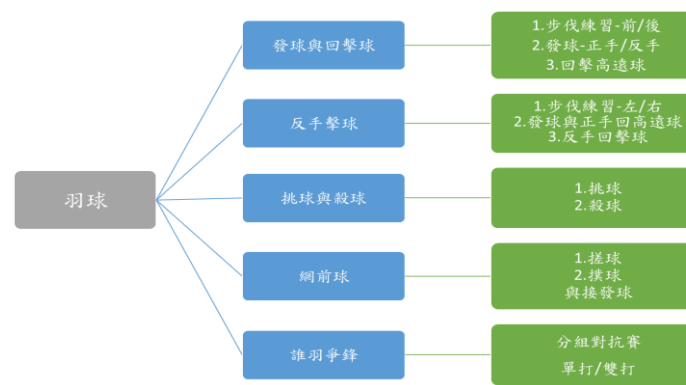 羽球
發球與回擊球
1.步伐練習-前/後
2.發球-正手/反手
3.回擊高遠球
反手擊球
1.步伐練習-左/右
2.發球與正手回高遠球
3.反手回擊球
挑球與殺球
1.挑球
2.殺球
網前球
1.搓球
2.撲球
與接發球
誰羽爭鋒
分組對抗賽
單打/雙打